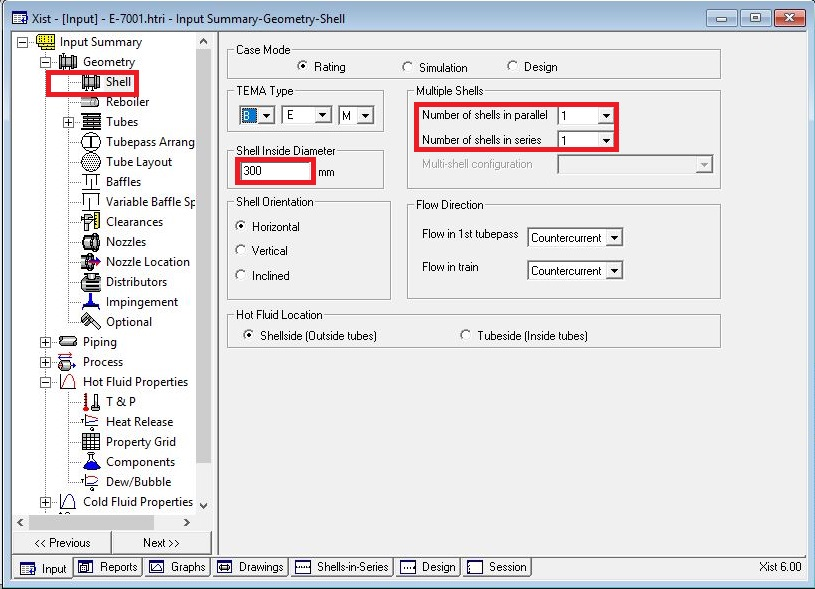 Xist - [Input] - E-7001.htri - Input Summary-Geometry-Shell
Input Summary
Geometry
Shell
Reboiler
Tubes
Tubepass Arrang
Tube Layout
Baffles
Variable Baffle Sp
Clearances
Nozzles
Nozzle Location
Distributors
Impingement
Optional
Piping
Process
Hot Fluid Properties
T & P
Heat Release
Property Grid
Components
Dew/Bubble
Cold Fluid Properties
<< Previous
Next >>
Case Mode
Rating
Simulation
Design
TEMA Type
B
E
M
Shell Inside Diameter
300 mm
Shell Orientation
Horizontal
Vertical
Inclined
Multiple Shells
Number of shells in parallel 1
Number of shells in series 1
Multi-shell configuration
Flow Direction
Flow in 1st tubepass Countercurrent
Flow in train Countercurrent
Hot Fluid Location
Shellside (Outside tubes)
Tubeside (Inside tubes)
Input
Reports
Graphs
Drawings
Shells-in-Series
Design
Session
Xist 6.00